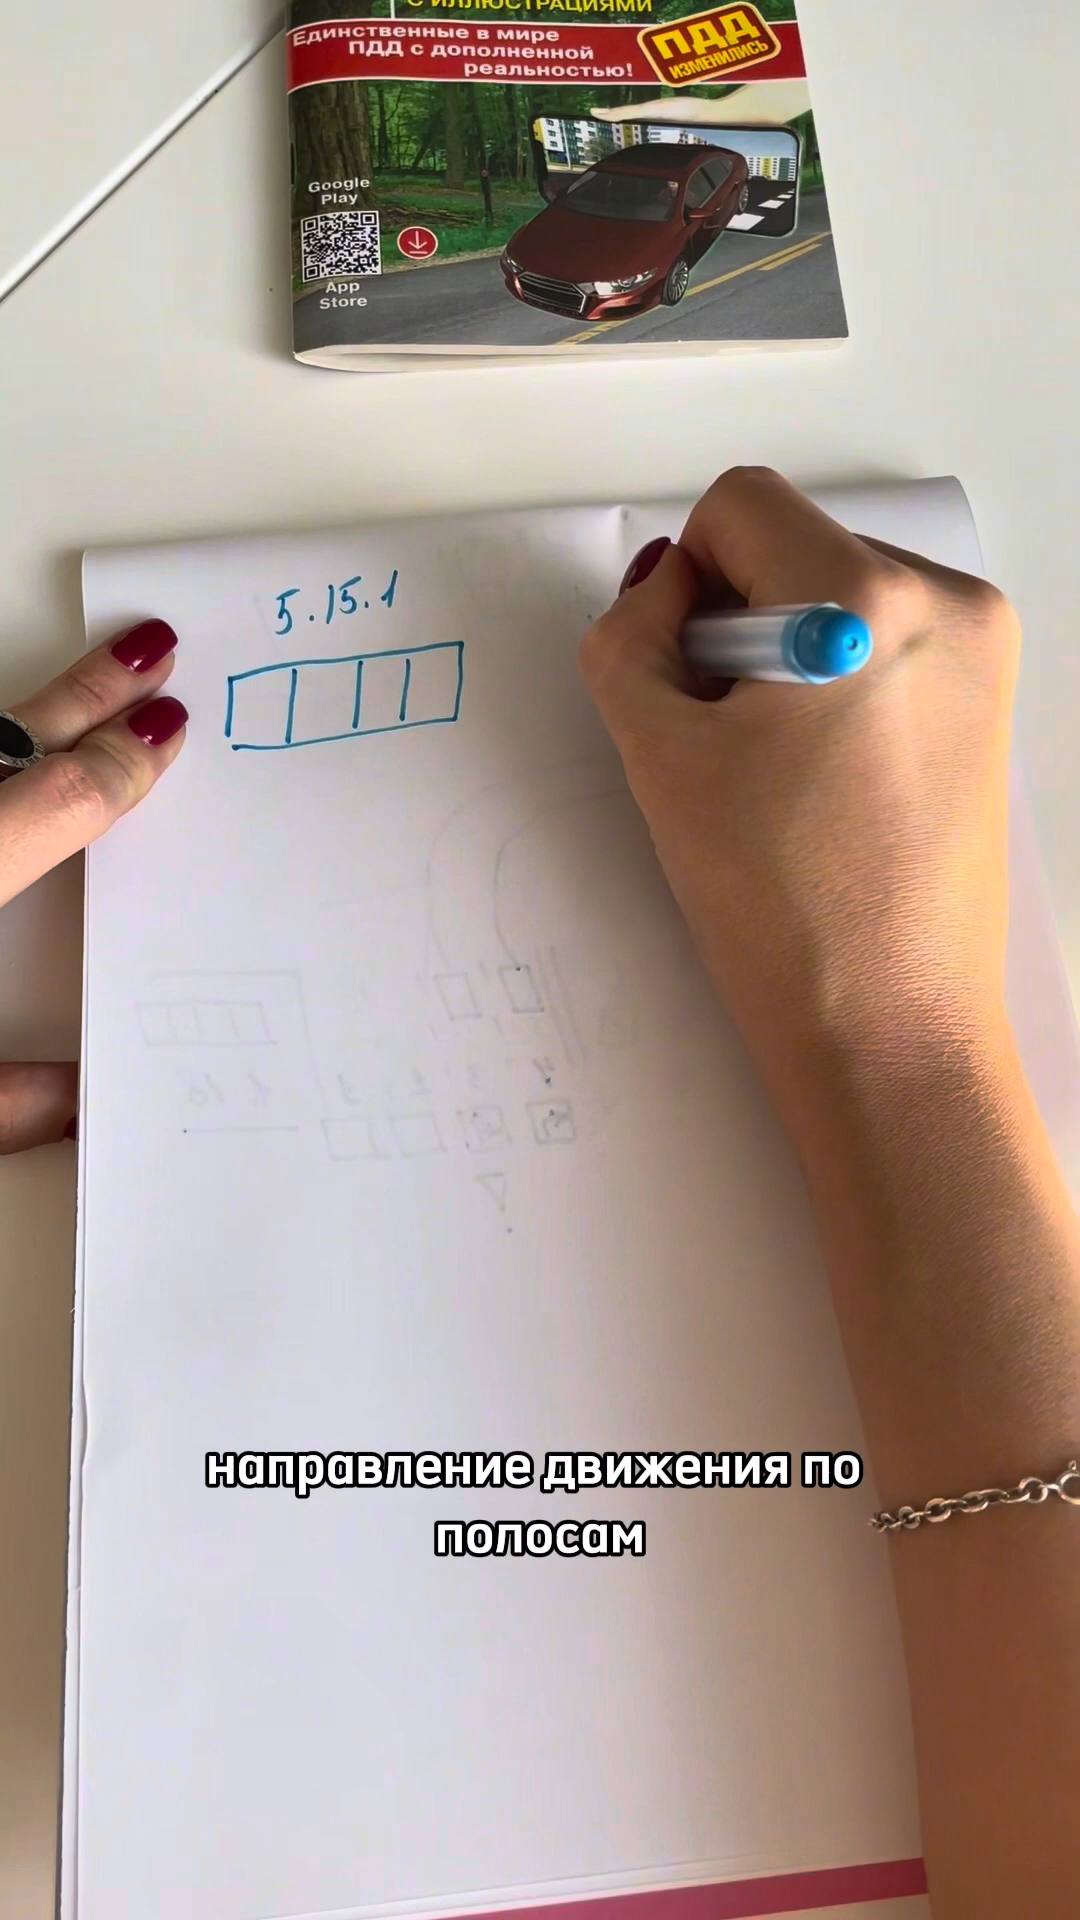 С ИЛЛЮСТРАЦИЯМИ
Единственные в мире
ПДД с дополненной
реальностью!
ПДД
ИЗМЕНИЛИСЬ
Google
Play
App
Store
5.15.1
направление движения по
полосам